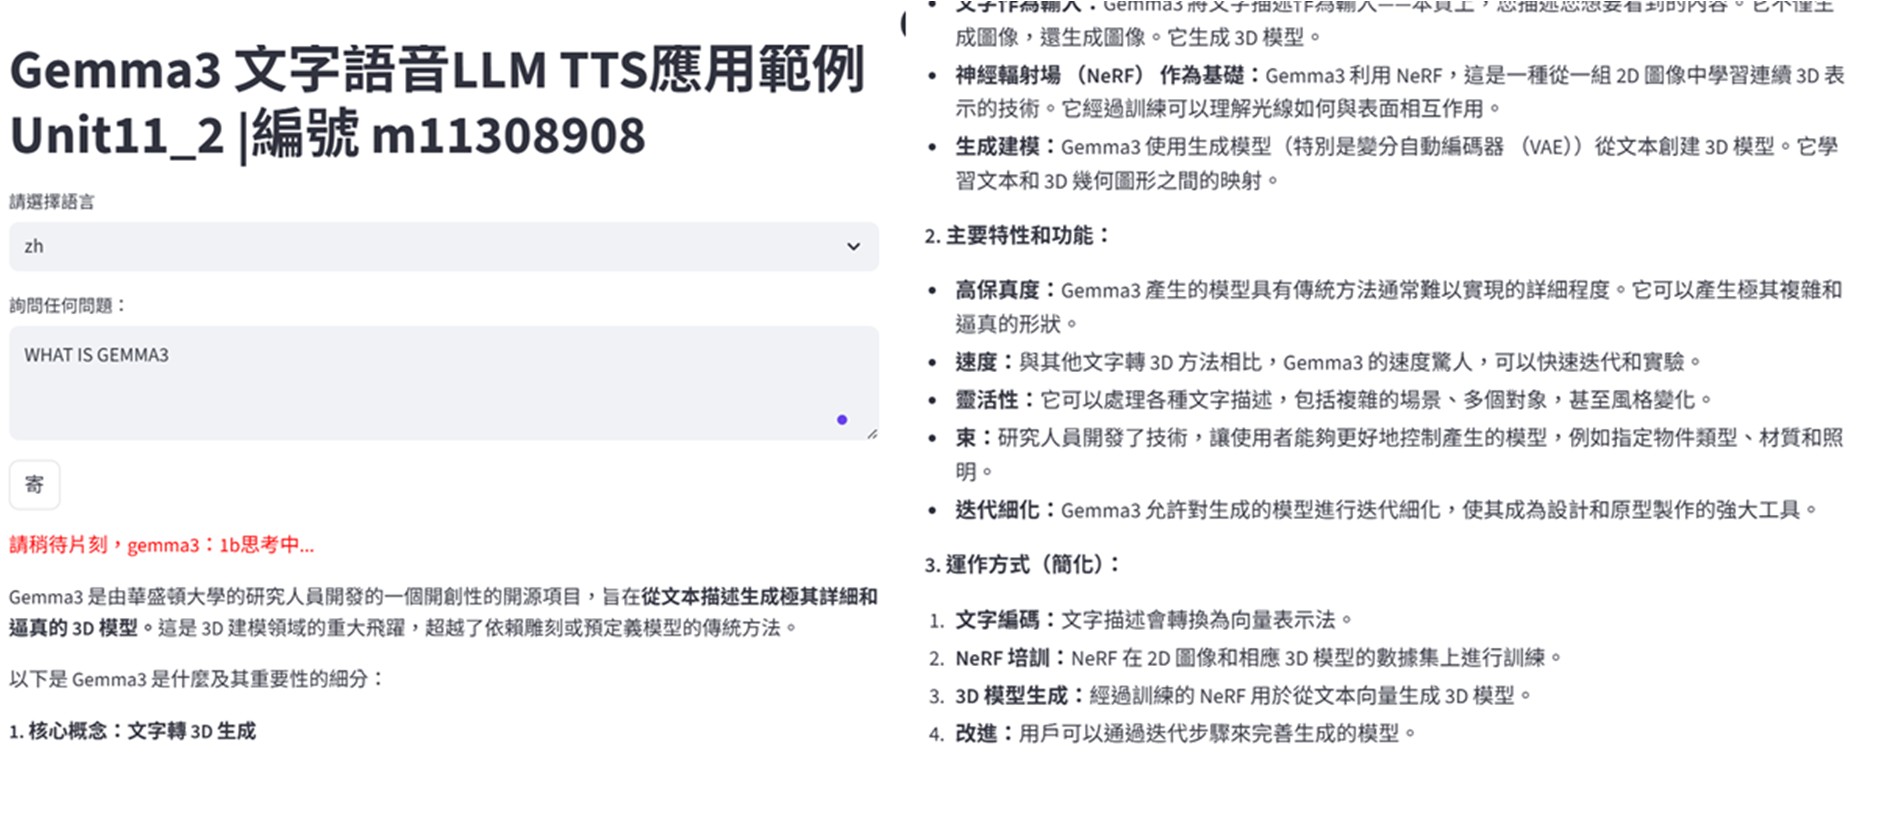 Gemma3 文字語音LLM TTS應用範例
Unit11_2 |編號 m11308908
請選擇語言
zh
詢問任何問題：
WHAT IS GEMMA3
寄
請稍待片刻，gemma3：1b思考中...
Gemma3 是由華盛頓大學的研究人員開發的一個開創性的開源項目，旨在從文本描述生成極其詳細和
逼真的 3D 模型。這是 3D 建模領域的重大飛躍，超越了依賴雕刻或預定義模型的傳統方法。
以下是 Gemma3 是什麼及其重要性的細分：
1. 核心概念：文字轉 3D 生成
• 文字作為輸入：Gemma3 將文字描述作為輸入——本質上，您描述您想要看到的內容。它不僅生
成圖像，還生成圖像。它生成 3D 模型。
• 神經輻射場 （NeRF） 作為基礎：Gemma3 利用 NeRF，這是一種從一組 2D 圖像中學習連續 3D 表
示的技術。它經過訓練可以理解光線如何與表面相互作用。
• 生成建模：Gemma3 使用生成模型（特別是變分自動編碼器 （VAE））從文本創建 3D 模型。它學
習文本和 3D 幾何圖形之間的映射。
2. 主要特性和功能：
• 高保真度：Gemma3 產生的模型具有傳統方法通常難以實現的詳細程度。它可以產生極其複雜和
逼真的形狀。
• 速度：與其他文字轉 3D 方法相比，Gemma3 的速度驚人，可以快速迭代和實驗。
• 靈活性：它可以處理各種文字描述，包括複雜的場景、多個對象，甚至風格變化。
• 束：研究人員開發了技術，讓使用者能夠更好地控制產生的模型，例如指定物件類型、材質和照
明。
• 迭代細化：Gemma3 允許對生成的模型進行迭代細化，使其成為設計和原型製作的強大工具。
3. 運作方式（簡化）：
1. 文字編碼：文字描述會轉換為向量表示法。
2. NeRF 培訓：NeRF 在 2D 圖像和相應 3D 模型的數據集上進行訓練。
3. 3D 模型生成：經過訓練的 NeRF 用於從文本向量生成 3D 模型。
4. 改進：用戶可以通過迭代步驟來完善生成的模型。